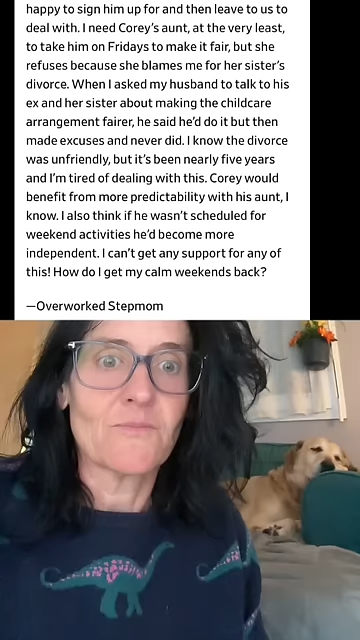 happy to sign him up for and then leave to us to
deal with. I need Corey’s aunt, at the very least,
to take him on Fridays to make it fair, but she
refuses because she blames me for her sister’s
divorce. When I asked my husband to talk to his
ex and her sister about making the childcare
arrangement fairer, he said he’d do it but then
made excuses and never did. I know the divorce
was unfriendly, but it’s been nearly five years
and I’m tired of dealing with this. Corey would
benefit from more predictability with his aunt, I
know. I also think if he wasn’t scheduled for
weekend activities he’d become more
independent. I can’t get any support for any of
this! How do I get my calm weekends back?
—Overworked Stepmom